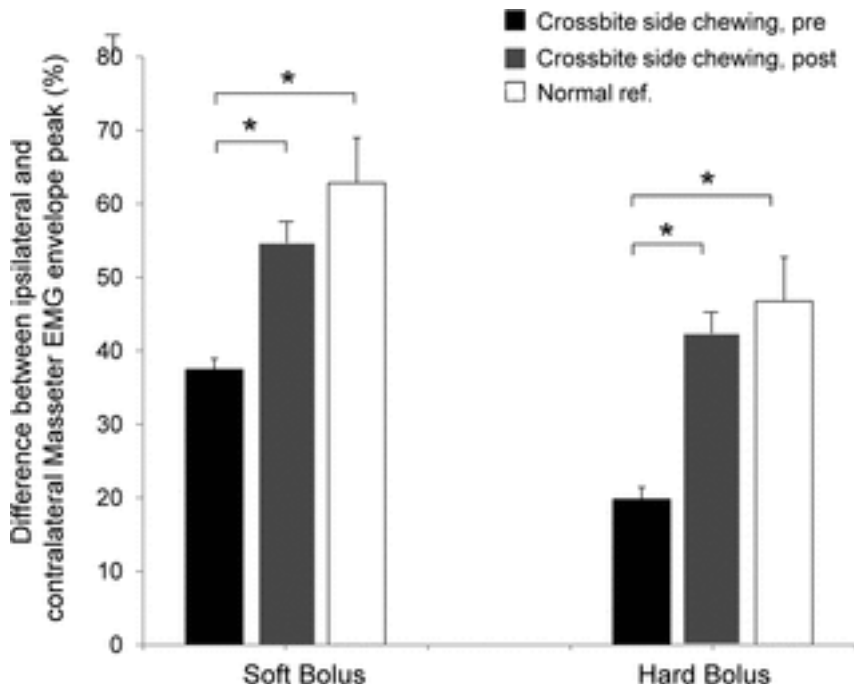 Crossbite side chewing, pre
Crossbite side chewing, post
Normal ref.
Difference between ipsilateral and
contralateral Masseter EMG envelope peak (%)
80
70
60
50
40
30
20
10
0
*
*
*
*
Soft Bolus
Hard Bolus